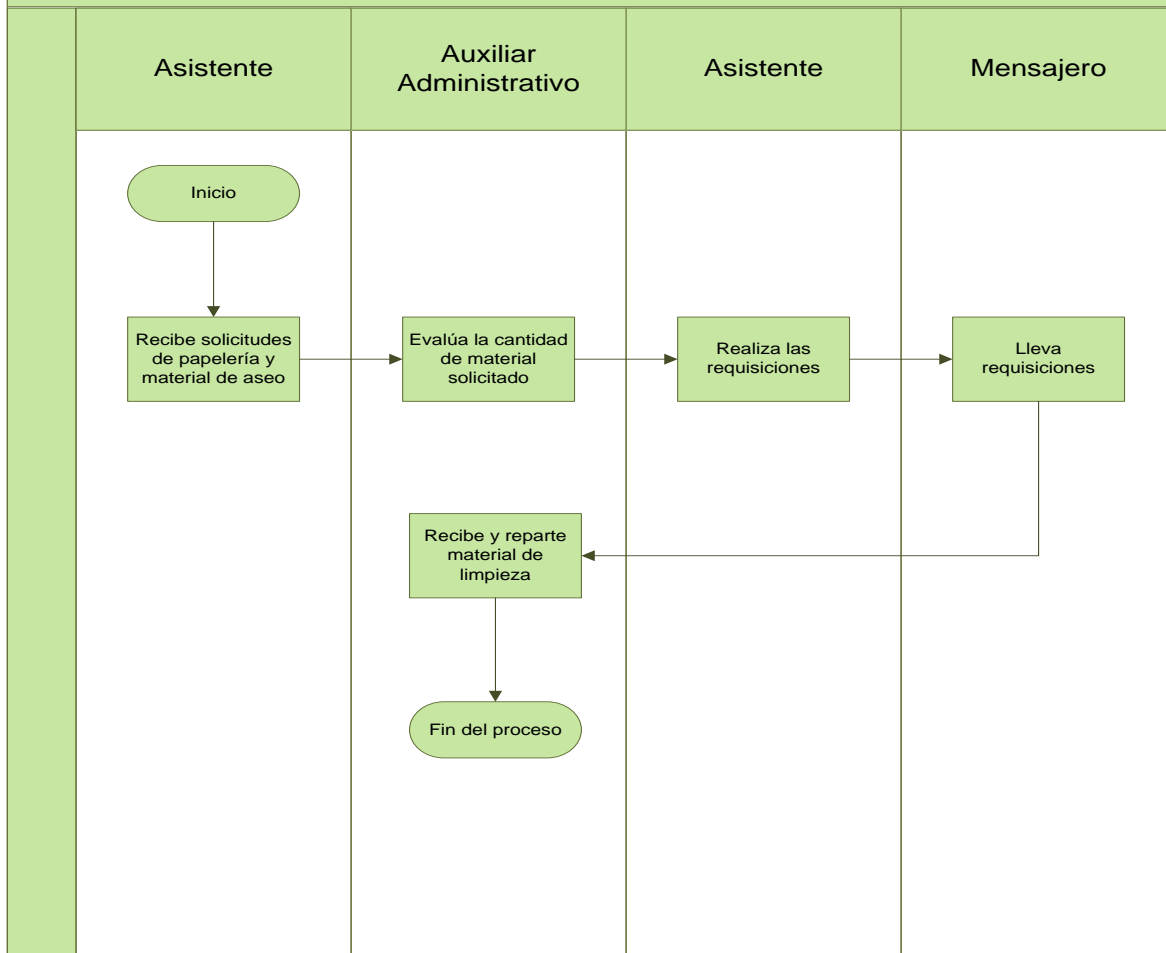 Asistente
Auxiliar
Administrativo
Asistente
Mensajero
Inicio
Recibe solicitudes
de papelería y
material de aseo
Evalúa la cantidad
de material
solicitado
Realiza las
requisiciones
Lleva
requisiciones
Recibe y reparte
material de
limpieza
Fin del proceso